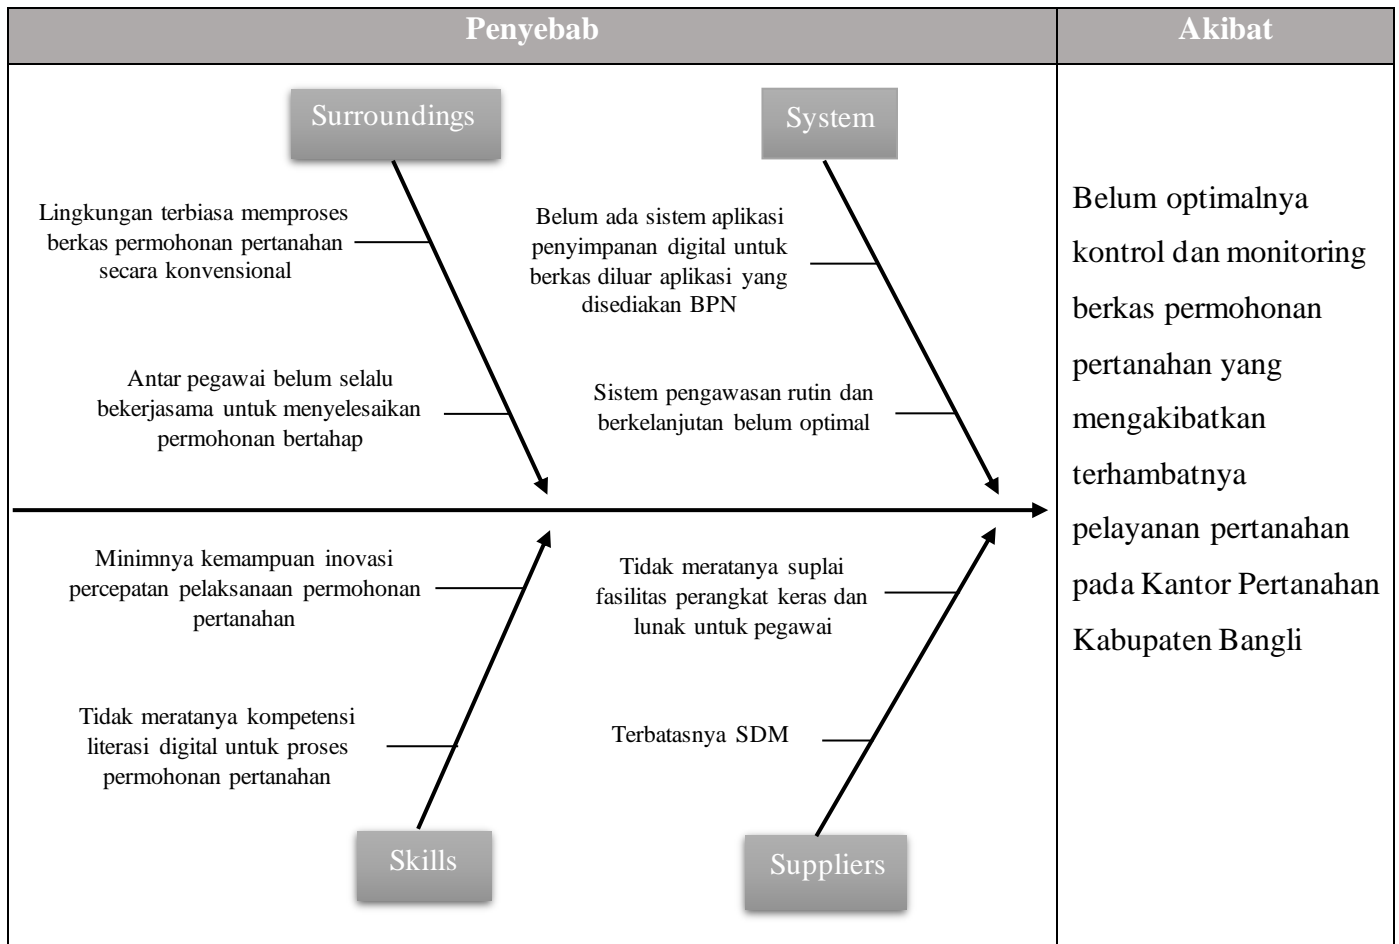 Penyebab
Akibat
Surroundings
System
Lingkungan terbiasa memproses
berkas permohonan pertanahan
secara konvensional
Belum ada sistem aplikasi
penyimpanan digital untuk
berkas diluar aplikasi yang
disediakan BPN
Antar pegawai belum selalu
bekerjasama untuk menyelesaikan
permohonan bertahap
Sistem pengawasan rutin dan
berkelanjutan belum optimal
Minimnya kemampuan inovasi
percepatan pelaksanaan permohonan
pertanahan
Tidak meratanya suplai
fasilitas perangkat keras dan
lunak untuk pegawai
Tidak meratanya kompetensi
literasi digital untuk proses
permohonan pertanahan
Terbatasnya SDM
Skills
Suppliers
Belum optimalnya
kontrol dan monitoring
berkas permohonan
pertanahan yang
mengakibatkan
terhambatnya
pelayanan pertanahan
pada Kantor Pertanahan
Kabupaten Bangli